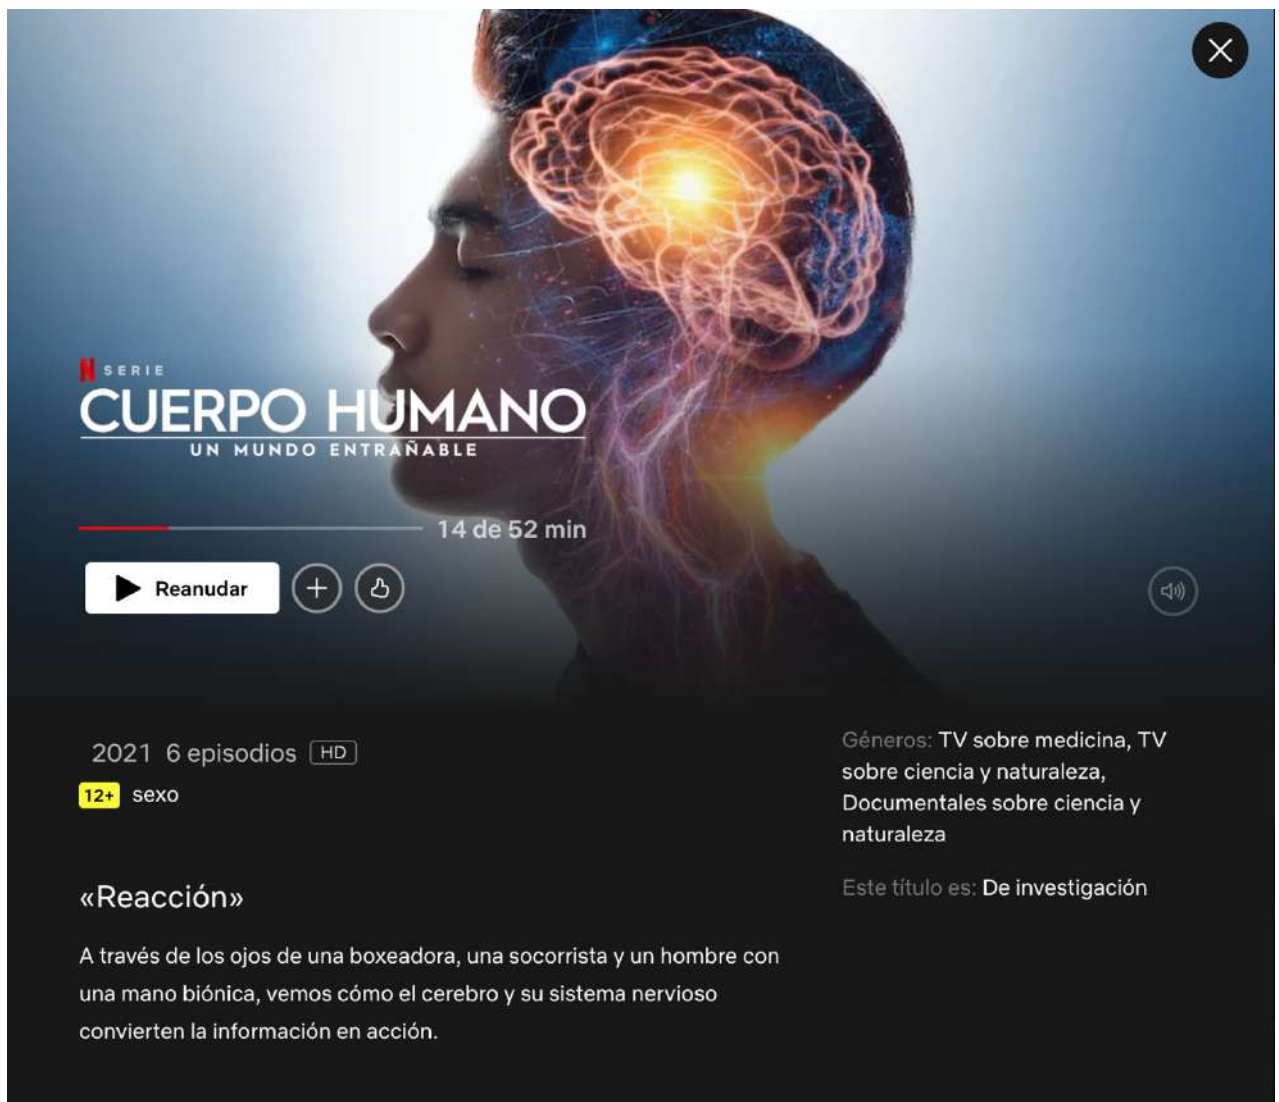 N SERIE
CUERPO HUMANO
UN MUNDO ENTRAÑABLE
14 de 52 min
Reanudar
2021 6 episodios HD
12+ sexo
«Reacción»
A través de los ojos de una boxeadora, una socorrista y un hombre con
una mano biónica, vemos cómo el cerebro y su sistema nervioso
convierten la información en acción.
Géneros: TV sobre medicina, TV
sobre ciencia y naturaleza,
Documentales sobre ciencia y
naturaleza
Este título es: De investigación